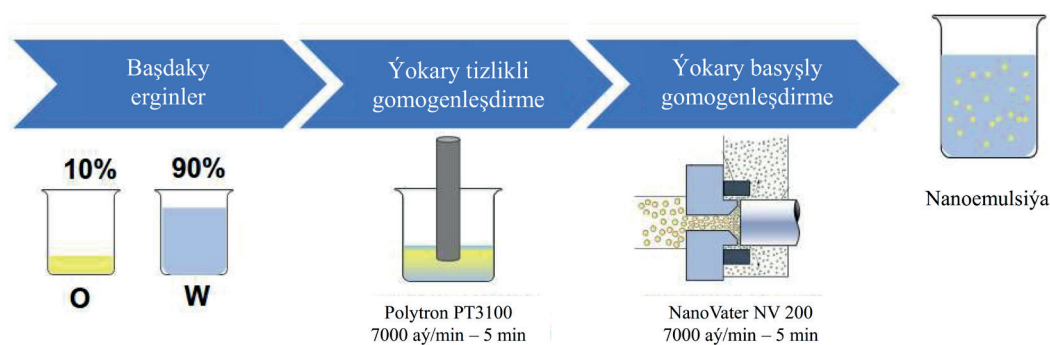 Başdaky
erginler
Ýokary tizlikli
gomogenleşdirme
Ýokary basyşly
gomogenleşdirme
10%
90%
O
W
Polytron PT3100
7000 aý/min – 5 min
NanoVater NV 200
7000 aý/min – 5 min
Nanoemulsiýa